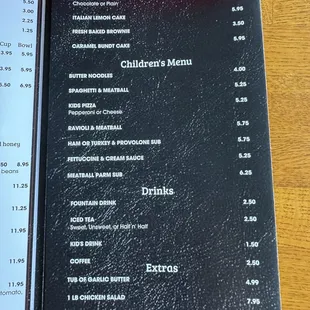 Chocolate or Plain
5.95
ITALIAN LEMON CAKE
2.50
FRESH BAKED BROWNIE
5.95
CARAMEL BUNDT CAKE
Children's Menu
BUTTER NOODLES
4.00
SPAGHETTI & MEATBALL
5.25
KIDS PIZZA
5.25
Pepperoni or Cheese
RAVIOLI & MEATBALL
5.75
HAM OR TURKEY & PROVOLONE SUB
5.75
FETTUCCINE & CREAM SAUCE
5.25
MEATBALL PARM SUB
6.25
Drinks
FOUNTAIN DRINK
2.50
ICED TEA
2.50
Sweet, Unsweet, or Half n' Half
KID'S DRINK
1.50
COFFEE
2.50
Extras
TUB OF GARLIC BUTTER
4.99
1 LB CHICKEN SALAD
7.95
5.50
3.00
2.25
1.25
Cup Bowl
3.95 5.95
3.95 5.95
honey
8.95
11.25
11.95
11.95
11.95
11.95
tomato,